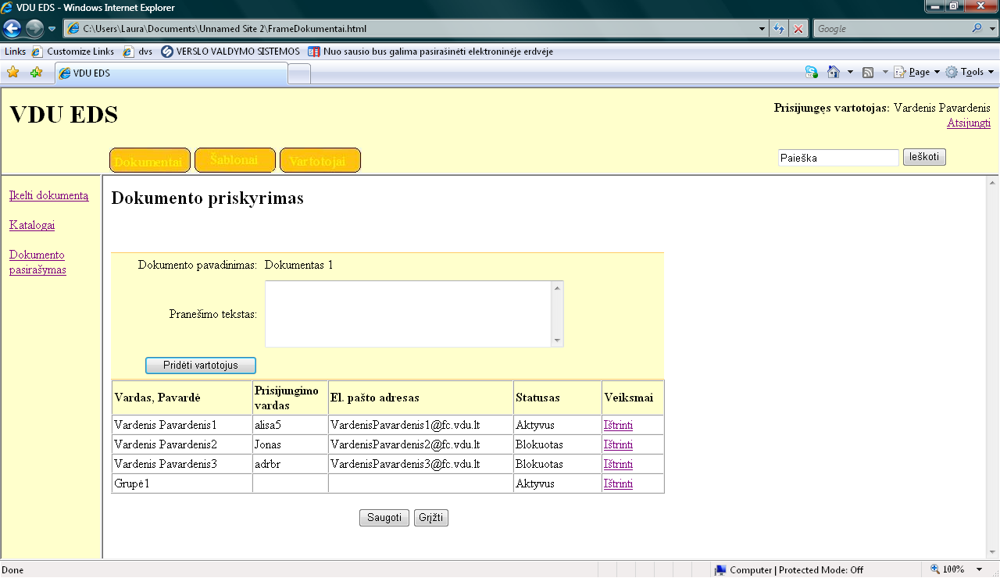 VDU EDS - Windows Internet Explorer
C:\Users\Laura\Documents\Unnamed Site 2\FrameDokumentai.html
Google
Links Customize Links dvs VERSLO VALDYMO SISTEMOS Nuo sausio bus galima pasirašinėti elektroninėje erdvėje
VDU EDS
Page Tools
VDU EDS
Prisijungęs vartotojas: Vardenis Pavardenis
Atsijungti
Dokumentai Šablonai Vartotojai
Paieška Ieškoti
Įkelti dokumentą
Katalogai
Dokumento
pasirašymas
Dokumento priskyrimas
Dokumento pavadinimas: Dokumentas 1
Pranešimo tekstas:
Pridėti vartotojus
Vardas, Pavardė Prisijungimo vardas El. pašto adresas Statusas Veiksmai
Vardenis Pavardenis1 alisa5 VardenisPavardenis1@fc.vdu.lt Aktyvus Ištrinti
Vardenis Pavardenis2 Jonas VardenisPavardenis2@fc.vdu.lt Blokuotas Ištrinti
Vardenis Pavardenis3 adrbr VardenisPavardenis3@fc.vdu.lt Blokuotas Ištrinti
Grupė1 Aktyvus Ištrinti
Saugoti Grįžti
Done
Computer | Protected Mode: Off
100%